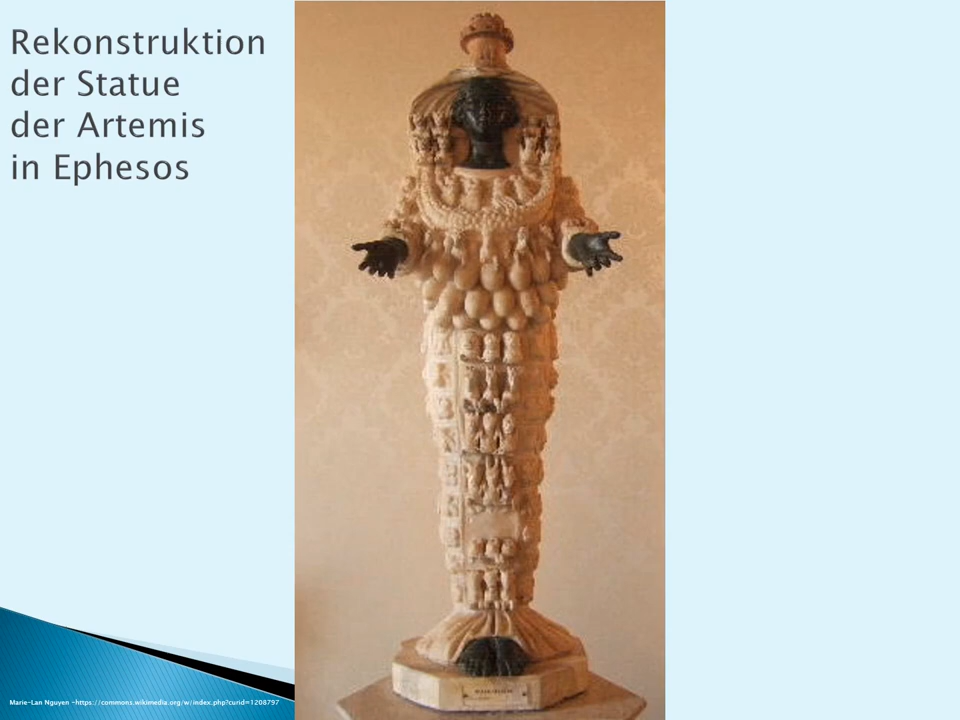 Rekonstruktion
der Statue
der Artemis
in Ephesos
Marie-Lan Nguyen -https://commons.wikimedia.org/w/index.php?curid=1208797